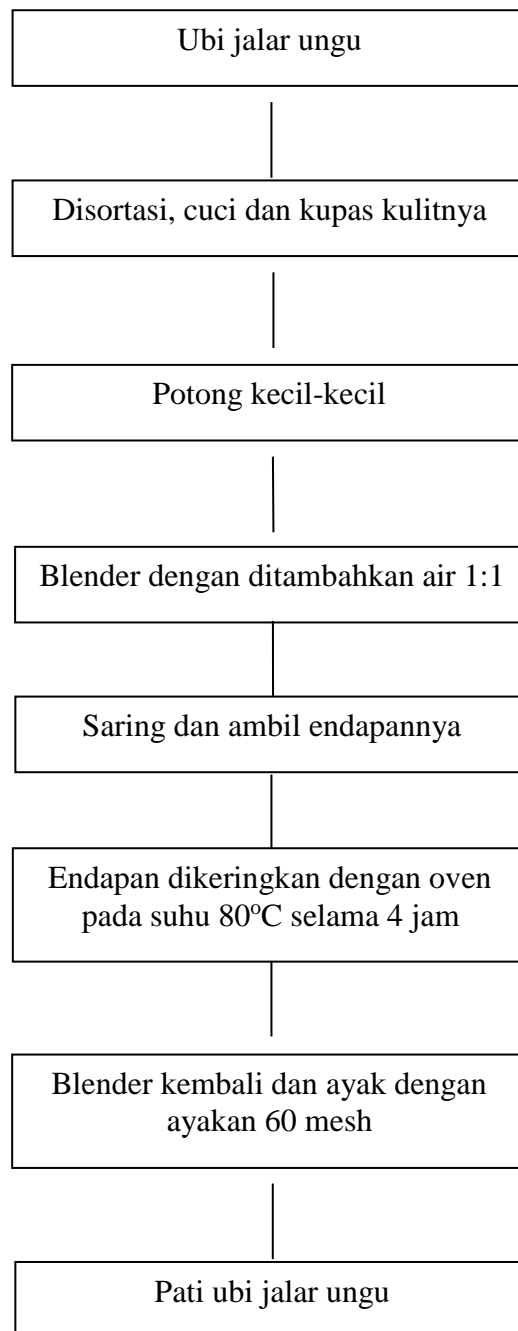 Ubi jalar ungu
Disortasi, cuci dan kupas kulitnya
Potong kecil-kecil
Blender dengan ditambahkan air 1:1
Saring dan ambil endapannya
Endapan dikeringkan dengan oven
pada suhu 80ºC selama 4 jam
Blender kembali dan ayak dengan
ayakan 60 mesh
Pati ubi jalar ungu